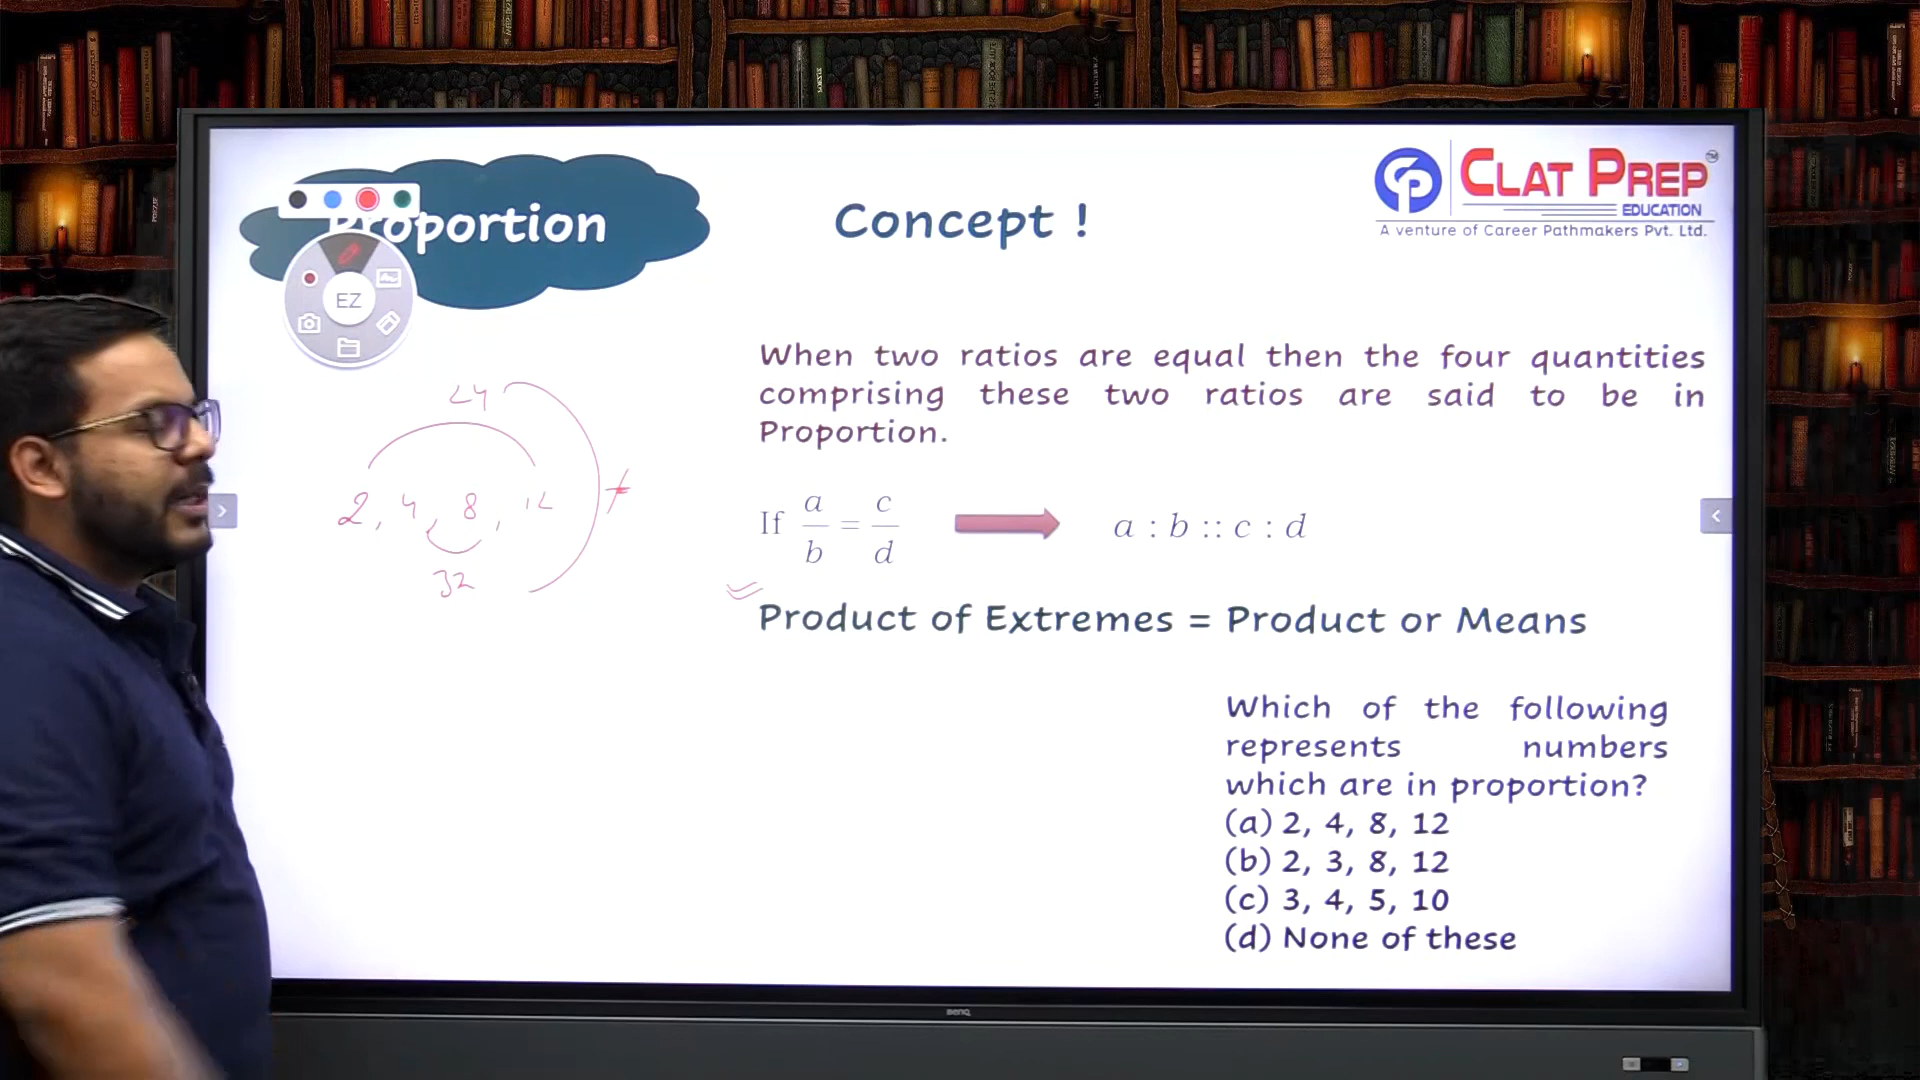 Proportion
Concept !
CLAT PREP
TM
EDUCATION
A venture of Career Pathmakers Pvt. Ltd.
EZ
When two ratios are equal then the four quantities
comprising these two ratios are said to be in
Proportion.
24
2, 4, 8, 12
32
≠
If a/b = c/d
a : b :: c : d
Product of Extremes = Product or Means
Which of the following
represents numbers
which are in proportion?
(a) 2, 4, 8, 12
(b) 2, 3, 8, 12
(c) 3, 4, 5, 10
(d) None of these
BenQ